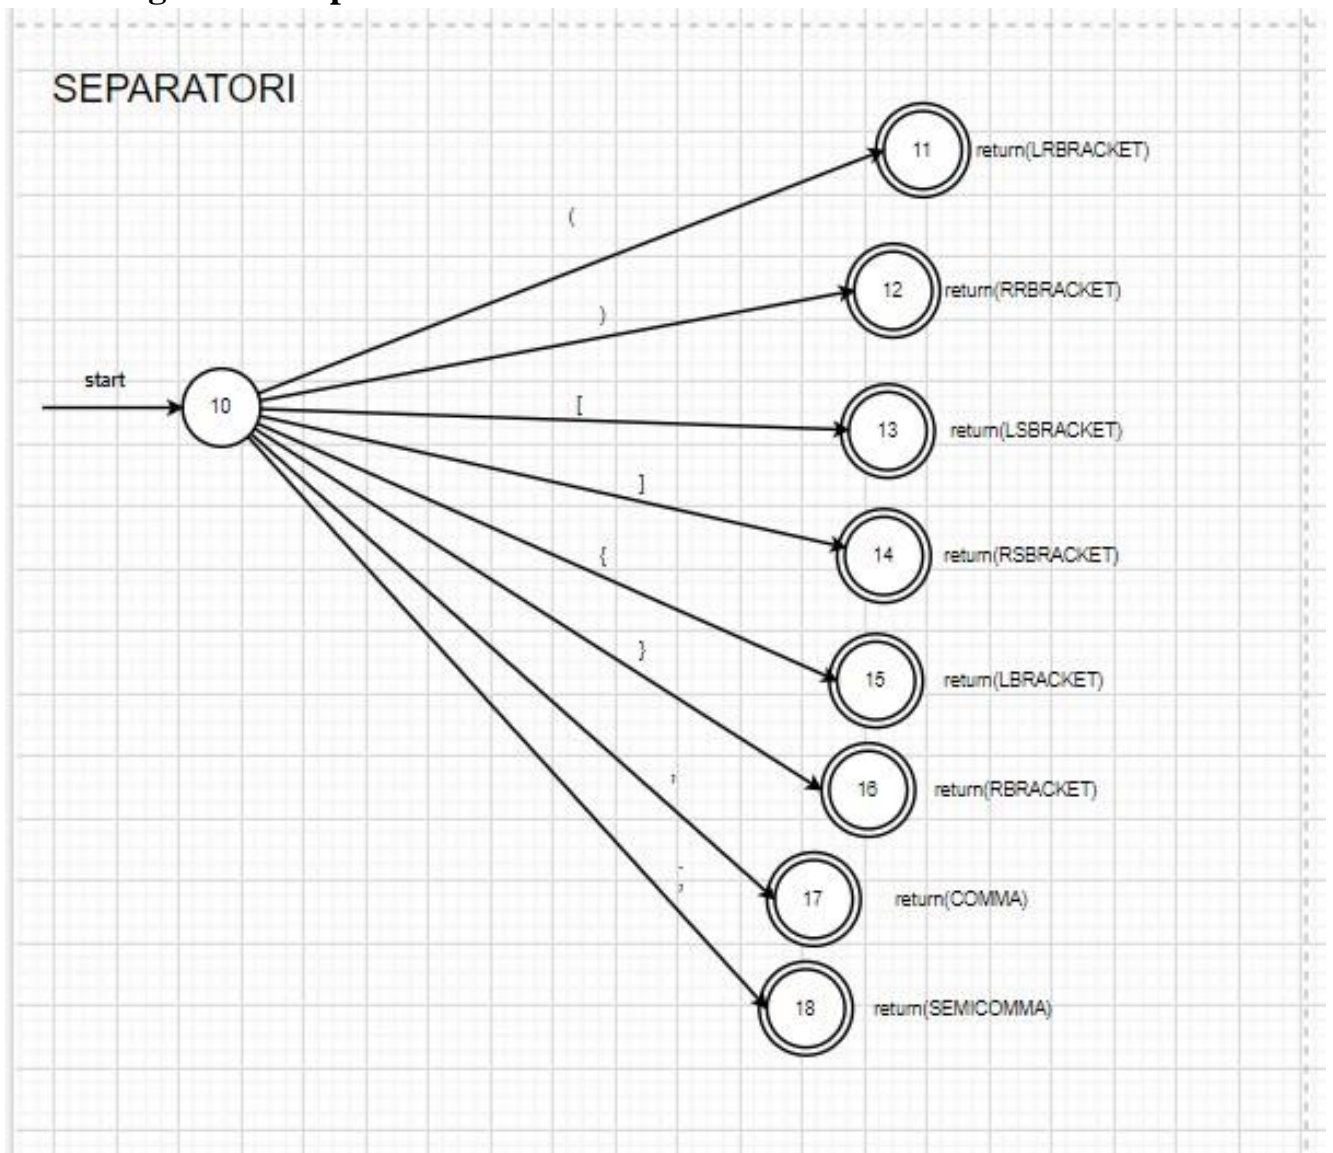 SEPARATORI
11 return(LRBRACKET)
(
12 return(RRBRACKET)
)
start
10
[
13 return(LSBRACKET)
]
14 return(RSBRACKET)
{
}
15 return(LBRACKET)
16 return(RBRACKET)
,
;
17 return(COMMA)
18 return(SEMICOMMA)